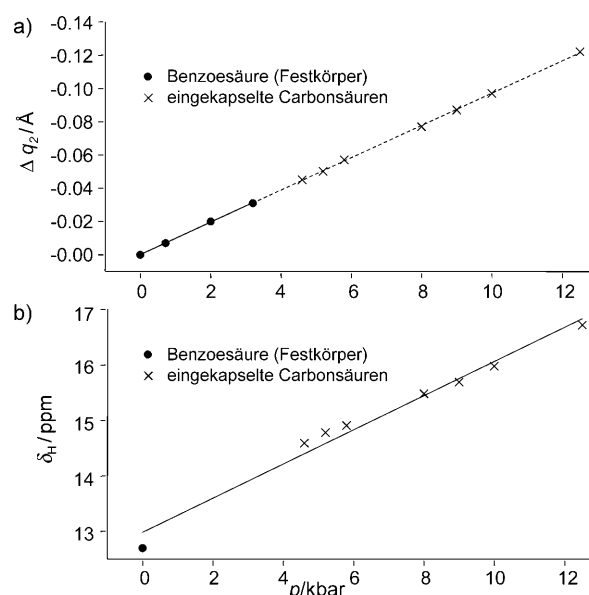 a)
-0.14
-0.12
-0.10
-0.08
-0.06
-0.04
-0.02
-0.00
Δ q₂/Å
Benzoesäure (Festkörper)
eingekapselte Carbonsäuren
0 2 4 6 8 10 12
b)
17
16
15
14
13
δH/ppm
Benzoesäure (Festkörper)
eingekapselte Carbonsäuren
0 2 4 6 8 10 12
p/kbar